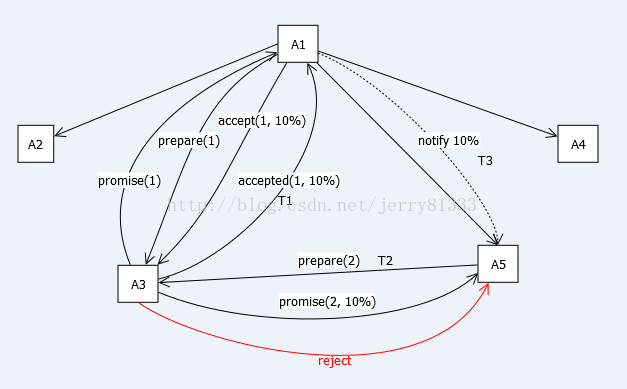 A1
accept(1, 10%)
prepare(1)
notify 10%
A2
A4
T3
promise(1)
accepted(1, 10%)
T1
http://blog.csdn.net/jerry81333
prepare(2)
T2
A5
A3
promise(2, 10%)
reject